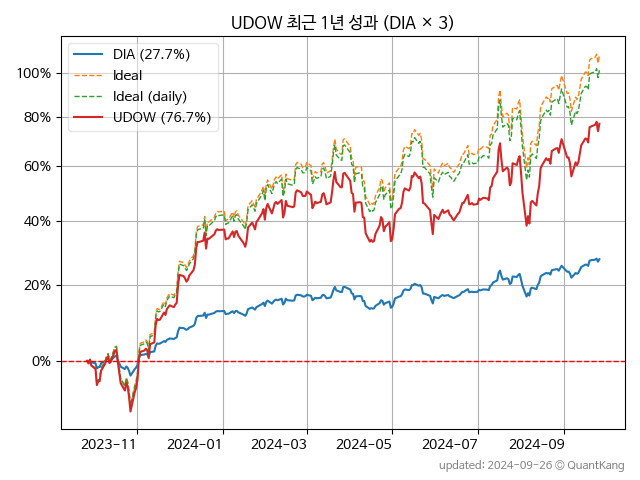 UDOW 최근 1년 성과 (DIA × 3)
DIA (27.7%)
Ideal
Ideal (daily)
UDOW (76.7%)
100%
80%
60%
40%
20%
0%
2023-11 2024-01 2024-03 2024-05 2024-07 2024-09
updated: 2024-09-26 © QuantKang